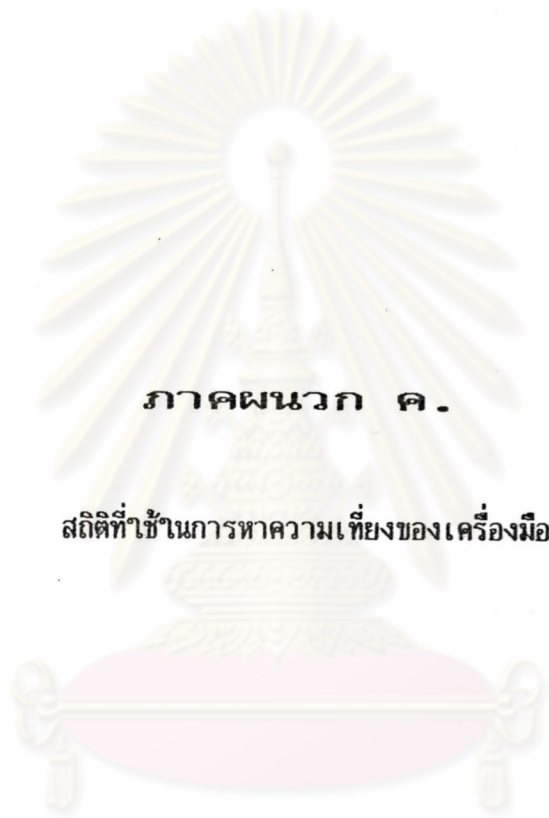 ภาคผนวก ค.
สถิติที่ใช้ในการหาความเที่ยงของเครื่องมือ